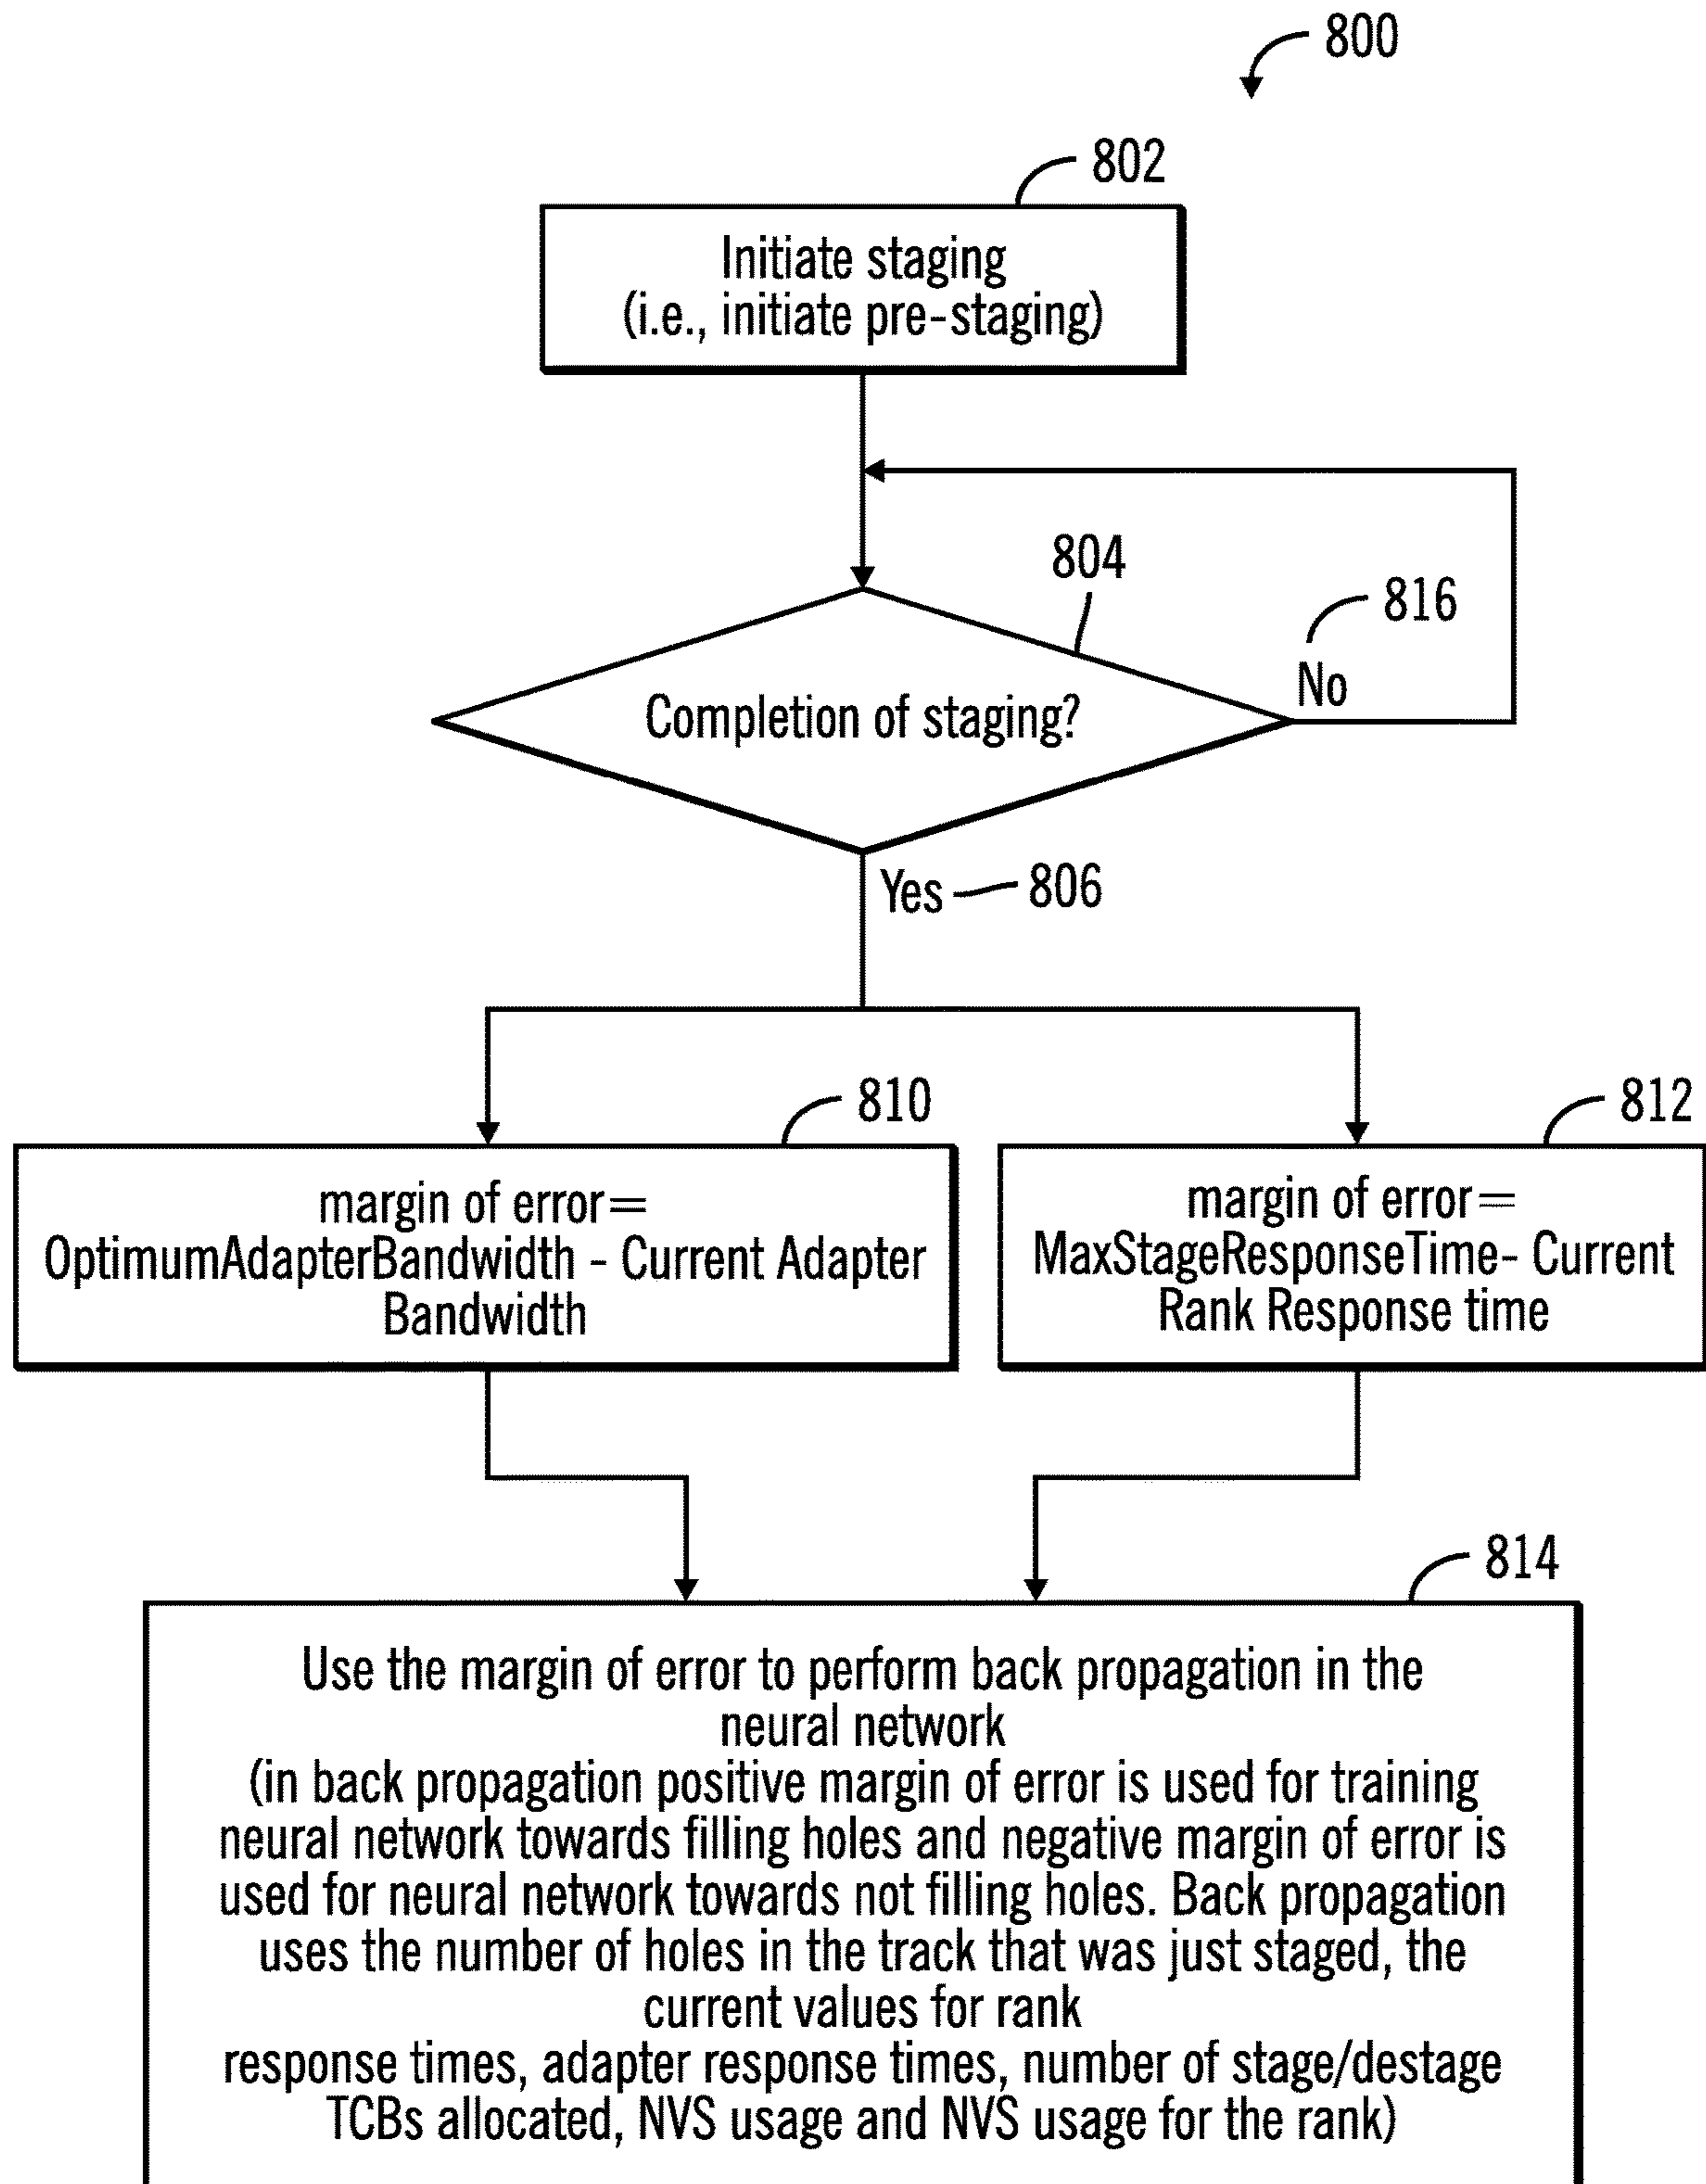 800
802
Initiate staging
(i.e., initiate pre-staging)
804
816
No
Completion of staging?
Yes
806
810
margin of error=
OptimumAdapterBandwidth - Current Adapter
Bandwidth
812
margin of error=
MaxStageResponseTime- Current
Rank Response time
814
Use the margin of error to perform back propagation in the
neural network
(in back propagation positive margin of error is used for training
neural network towards filling holes and negative margin of error is
used for neural network towards not filling holes. Back propagation
uses the number of holes in the track that was just staged, the
current values for rank
response times, adapter response times, number of stage/destage
TCBs allocated, NVS usage and NVS usage for the rank)